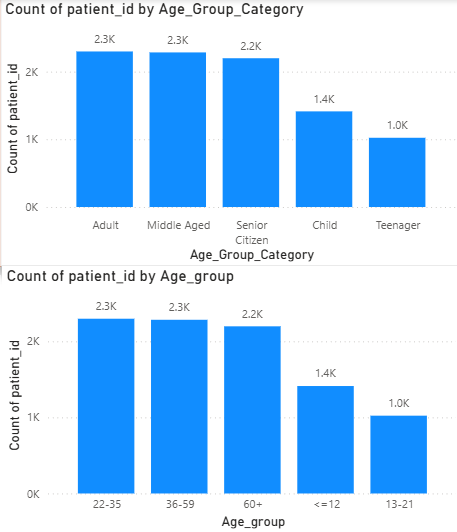 Count of patient_id by Age_Group_Category
2.3K
2.3K
2.2K
1.4K
1.0K
2K
1K
0K
Count of patient_id
Adult
Middle Aged
Senior
Citizen
Child
Teenager
Age_Group_Category
Count of patient_id by Age_group
2.3K
2.3K
2.2K
1.4K
1.0K
2K
1K
0K
Count of patient_id
22-35
36-59
60+
<=12
13-21
Age_group